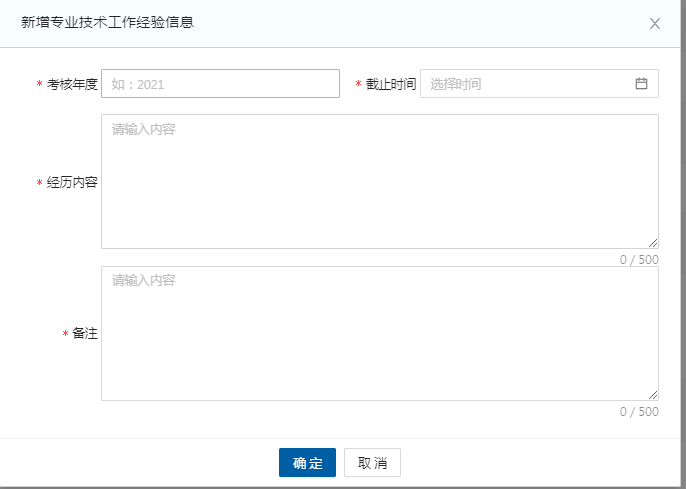 新增专业技术工作经验信息
* 考核年度 如：2021 * 截止时间 选择时间
请输入内容
* 经历内容
0 / 500
请输入内容
* 备注
0 / 500
确 定 取 消